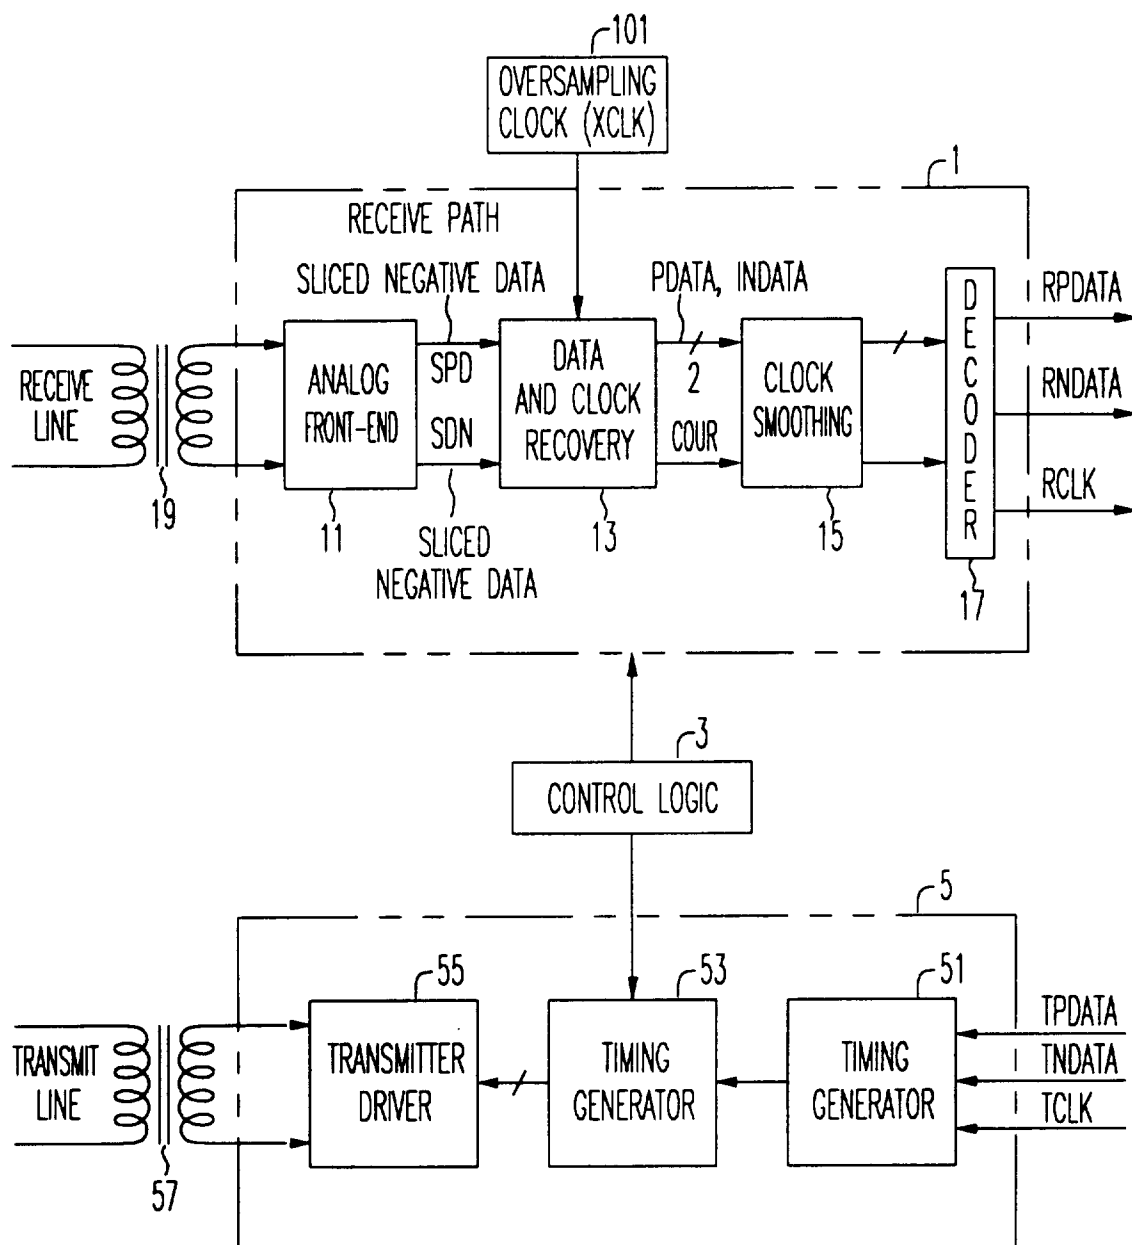 101
OVERSAMPLING
CLOCK (XCLK)
1
RECEIVE PATH
SLICED NEGATIVE DATA
PDATA, INDATA
RECEIVE
LINE
19
ANALOG
FRONT-END
11
SPD
SDN
SLICED
NEGATIVE DATA
DATA
AND CLOCK
RECOVERY
13
2
COUR
CLOCK
SMOOTHING
15
DECODER
17
RPDATA
RNDATA
RCLK
3
CONTROL LOGIC
5
TRANSMIT
LINE
57
55
TRANSMITTER
DRIVER
53
TIMING
GENERATOR
51
TIMING
GENERATOR
TPDATA
TNDATA
TCLK